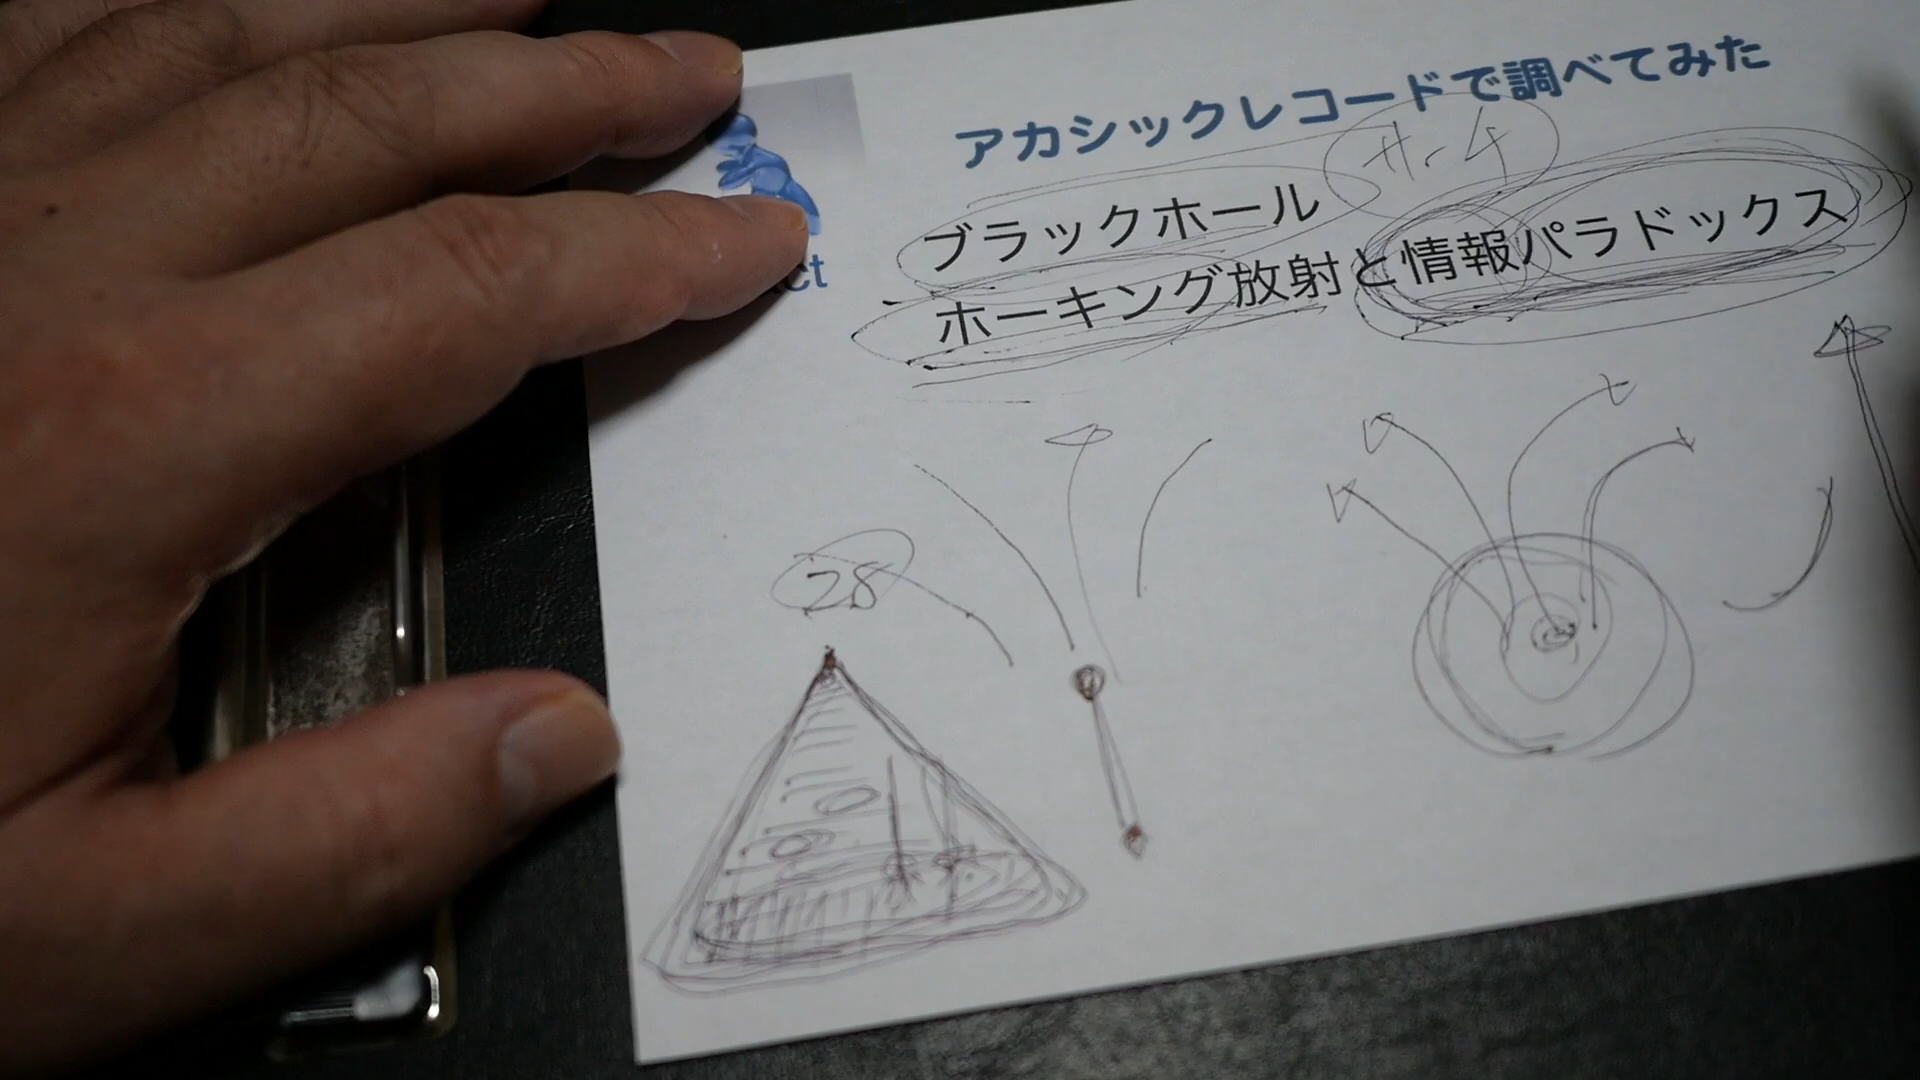 アカシックレコードで調べてみた
ブラックホール
ホーキング放射と情報パラドックス
ct
28